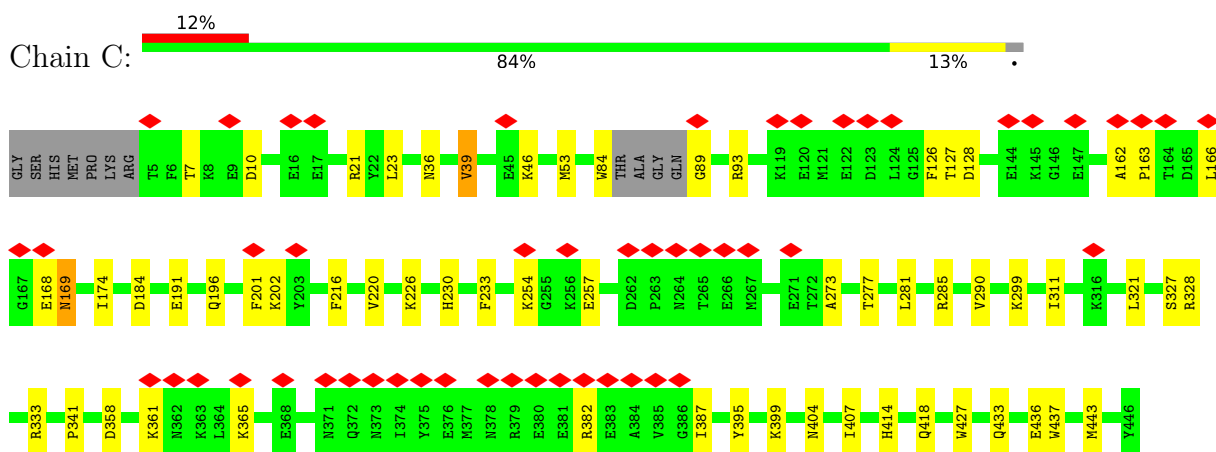 12%
Chain C:
84% 13% •
GLY SER HIS MET PRO LYS ARG T5 F6 T7 K8 E9 D10 E16 E17 R21 Y22 L23 N36 V39 E45 K46 M53 W84 THR ALA GLY GLN G89 R93 K119 E120 M121 E122 D123 L124 G125 F126 T127 D128 E144 K145 G146 E147 A162 P163 T164 D165 L166
G167 E168 N169 I174 D184 E191 Q196 F201 K202 Y203 F216 V220 K226 H230 F233 K254 G255 K256 E257 D262 P263 N264 T265 E266 M267 E271 T272 A273 T277 L281 R285 V290 K299 I311 K316 L321 S327 R328
R333 P341 D358 K361 N362 K363 L364 K365 E368 N371 Q372 N373 I374 Y375 E376 M377 N378 R379 E380 E381 R382 E383 A384 V385 G386 I387 Y395 K399 N404 I407 H414 Q418 W427 Q433 E436 W437 M443 Y446